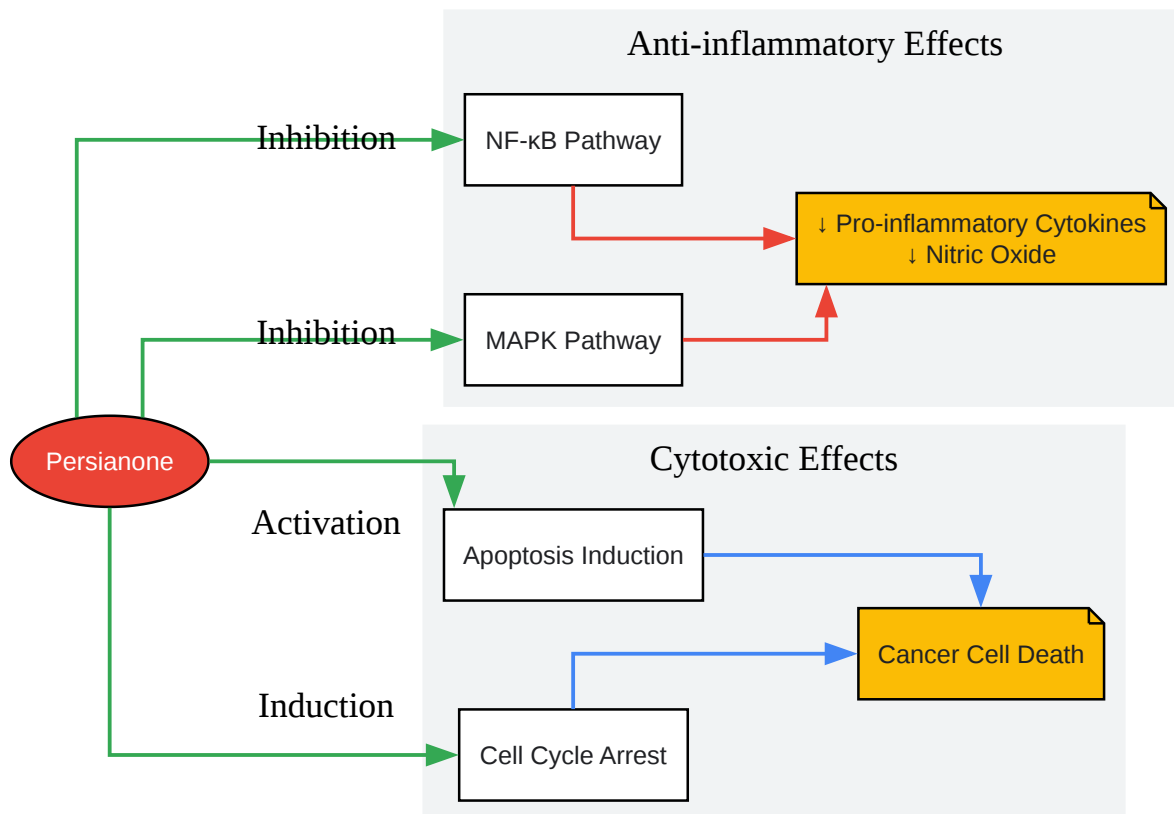 Anti-inflammatory Effects
Inhibition
NF-κB Pathway
↓ Pro-inflammatory Cytokines
↓ Nitric Oxide
Inhibition
MAPK Pathway
Persianone
Cytotoxic Effects
Activation
Apoptosis Induction
Cancer Cell Death
Induction
Cell Cycle Arrest